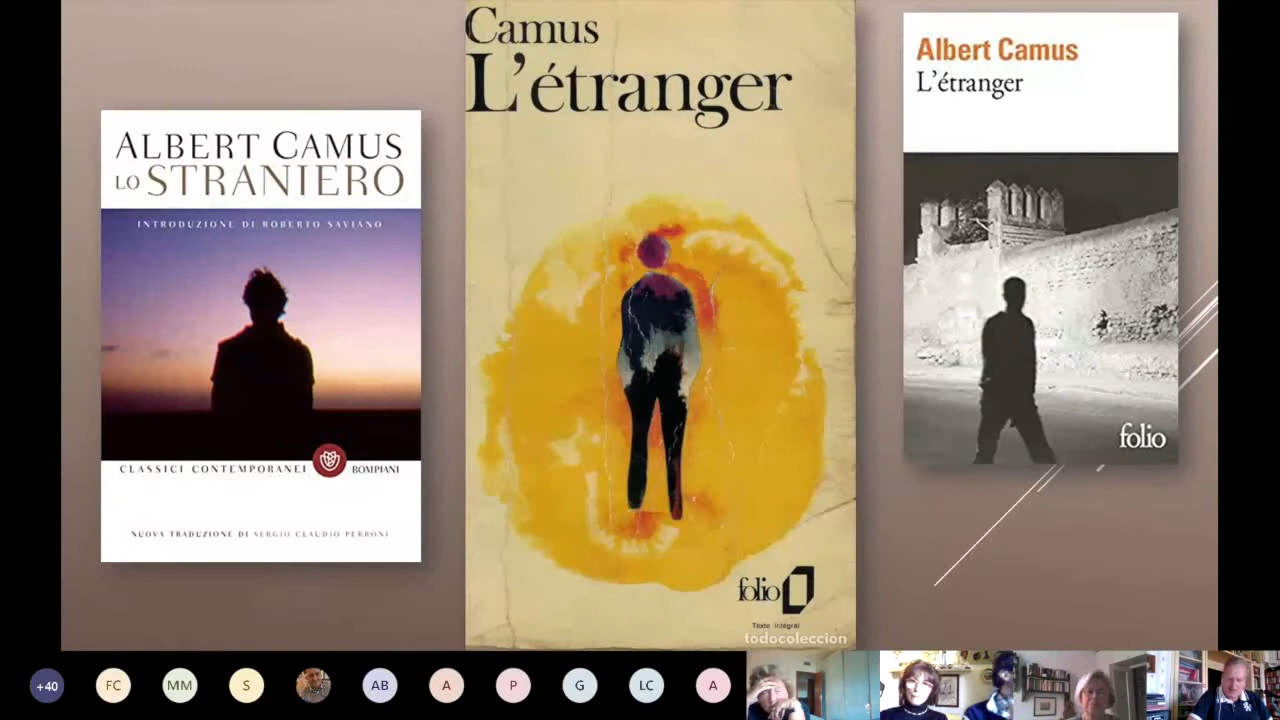 ALBERT CAMUS
LO STRANIERO
INTRODUZIONE DI ROBERTO SAVIANO
CLASSICI CONTEMPORANEI BOMPIANI
NUOVA TRADUZIONE DI SERGIO CLAUDIO PERRONI
Camus
L'étranger
folio
Texte intégral
todocoleccion
Albert Camus
L'étranger
folio
+40 FC MM S AB A P G LC A